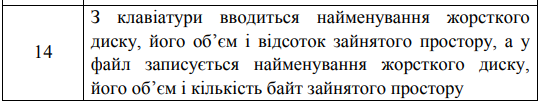 14
З клавіатури вводиться найменування жорсткого
диску, його об’єм і відсоток зайнятого простору, а у
файл записується найменування жорсткого диску,
його об’єм і кількість байт зайнятого простору